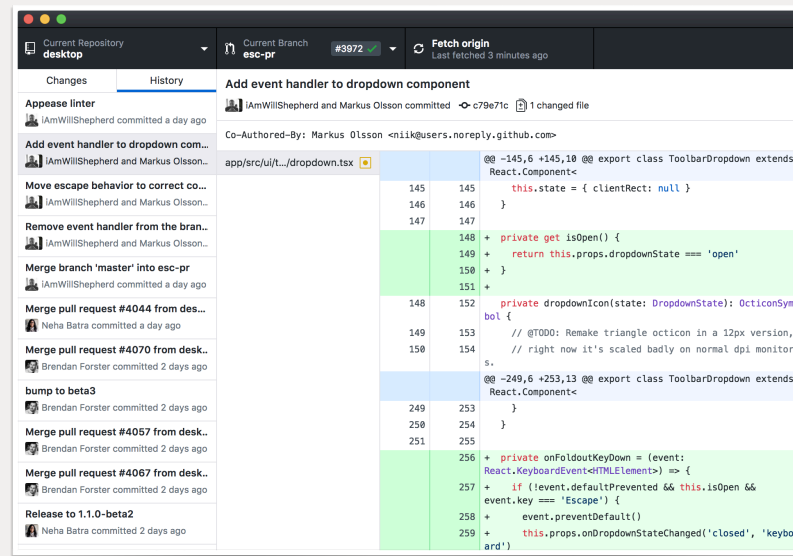 Current Repository
desktop
Current Branch
esc-pr
#3972
Fetch origin
Last fetched 3 minutes ago
Changes
History
Appease linter
iAmWillShepherd committed a day ago
Add event handler to dropdown com...
iAmWillShepherd and Markus Olsson...
Move escape behavior to correct co...
iAmWillShepherd and Markus Olsson...
Remove event handler from the bran...
iAmWillShepherd and Markus Olsson...
Merge branch 'master' into esc-pr
iAmWillShepherd committed a day ago
Merge pull request #4044 from des...
Neha Batra committed a day ago
Merge pull request #4070 from desk...
Brendan Forster committed 2 days ago
bump to beta3
Brendan Forster committed 2 days ago
Merge pull request #4057 from desk...
Brendan Forster committed 2 days ago
Merge pull request #4067 from desk...
Brendan Forster committed 2 days ago
Release to 1.1.0-beta2
Neha Batra committed 2 days ago
Add event handler to dropdown component
iAmWillShepherd and Markus Olsson committed c79e71c 1 changed file
Co-Authored-By: Markus Olsson <niik@users.noreply.github.com>
app/src/ui/t.../dropdown.tsx
@@ -145,6 +145,10 @@ export class ToolbarDropdown extends
React.Component<
145 145 this.state = { clientRect: null }
146 146 }
147 147
148 + private get isOpen() {
149 + return this.props.dropdownState === 'open'
150 + }
151 +
148 152 private dropdownIcon(state: DropdownState): OcticonSym
bol {
149 153 // @TODO: Remake triangle octicon in a 12px version,
150 154 // right now it's scaled badly on normal dpi monitor
s.
@@ -249,6 +253,13 @@ export class ToolbarDropdown extends
React.Component<
249 253 }
250 254 }
251 255
256 + private onFoldoutKeyDown = (event:
React.KeyboardEvent<HTMLElement>) => {
257 + if (!event.defaultPrevented && this.isOpen &&
event.key === 'Escape') {
258 + event.preventDefault()
259 + this.props.onDropdownStateChanged('closed', 'keybo
ard')